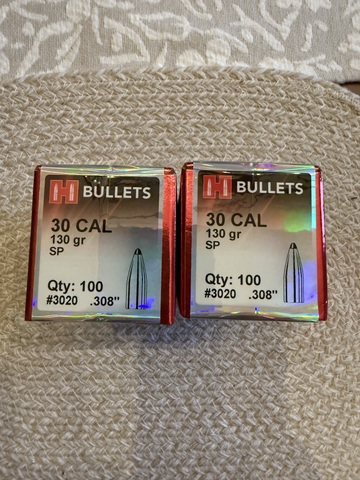 H BULLETS
30 CAL
130 gr
SP
Qty: 100
#3020 .308"
H BULLETS
30 CAL
130 gr
SP
Qty: 100
#3020 .308"